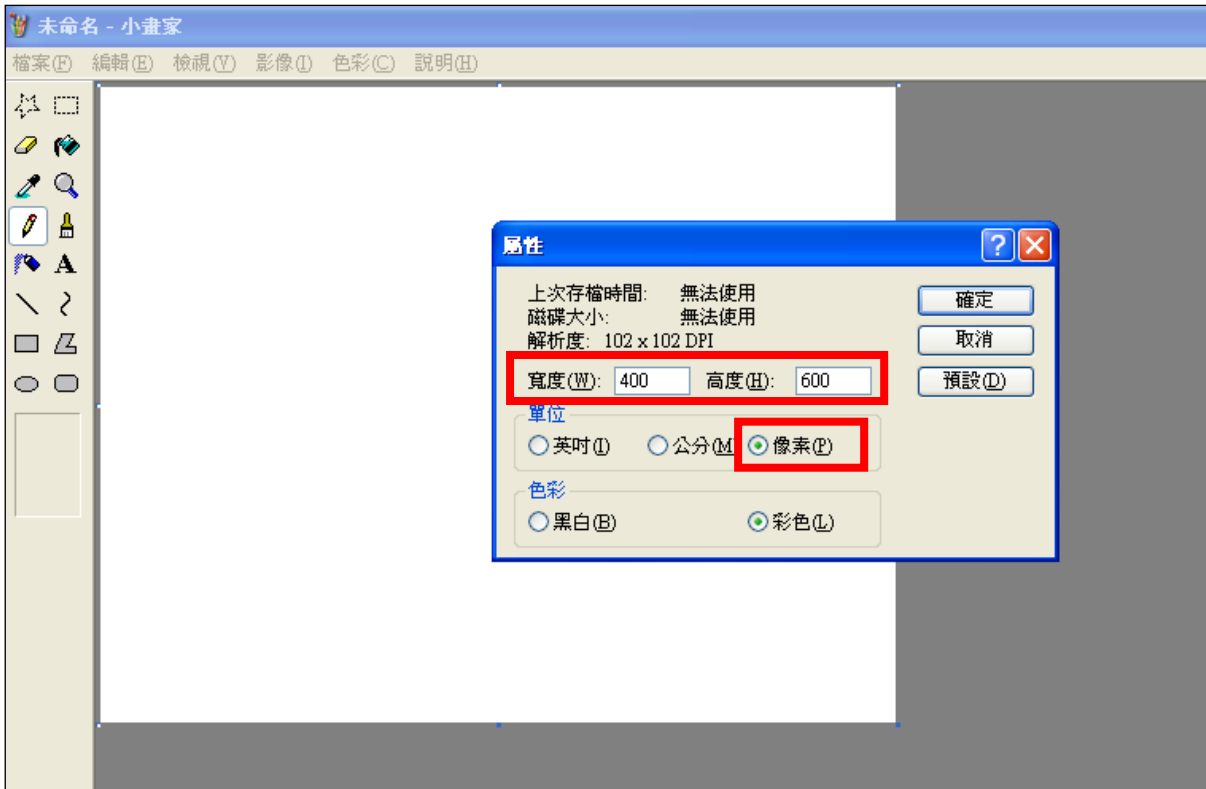 未命名 - 小畫家
檔案(F) 編輯(E) 檢視(V) 影像(I) 色彩(C) 說明(H)
A
屬性
上次存檔時間: 無法使用
磁碟大小: 無法使用
解析度: 102 x 102 DPI
寬度(W): 400 高度(H): 600
單位
英吋(I) 公分(M 像素(P)
色彩
黑白(B) 彩色(L)
確定
取消
預設(D)